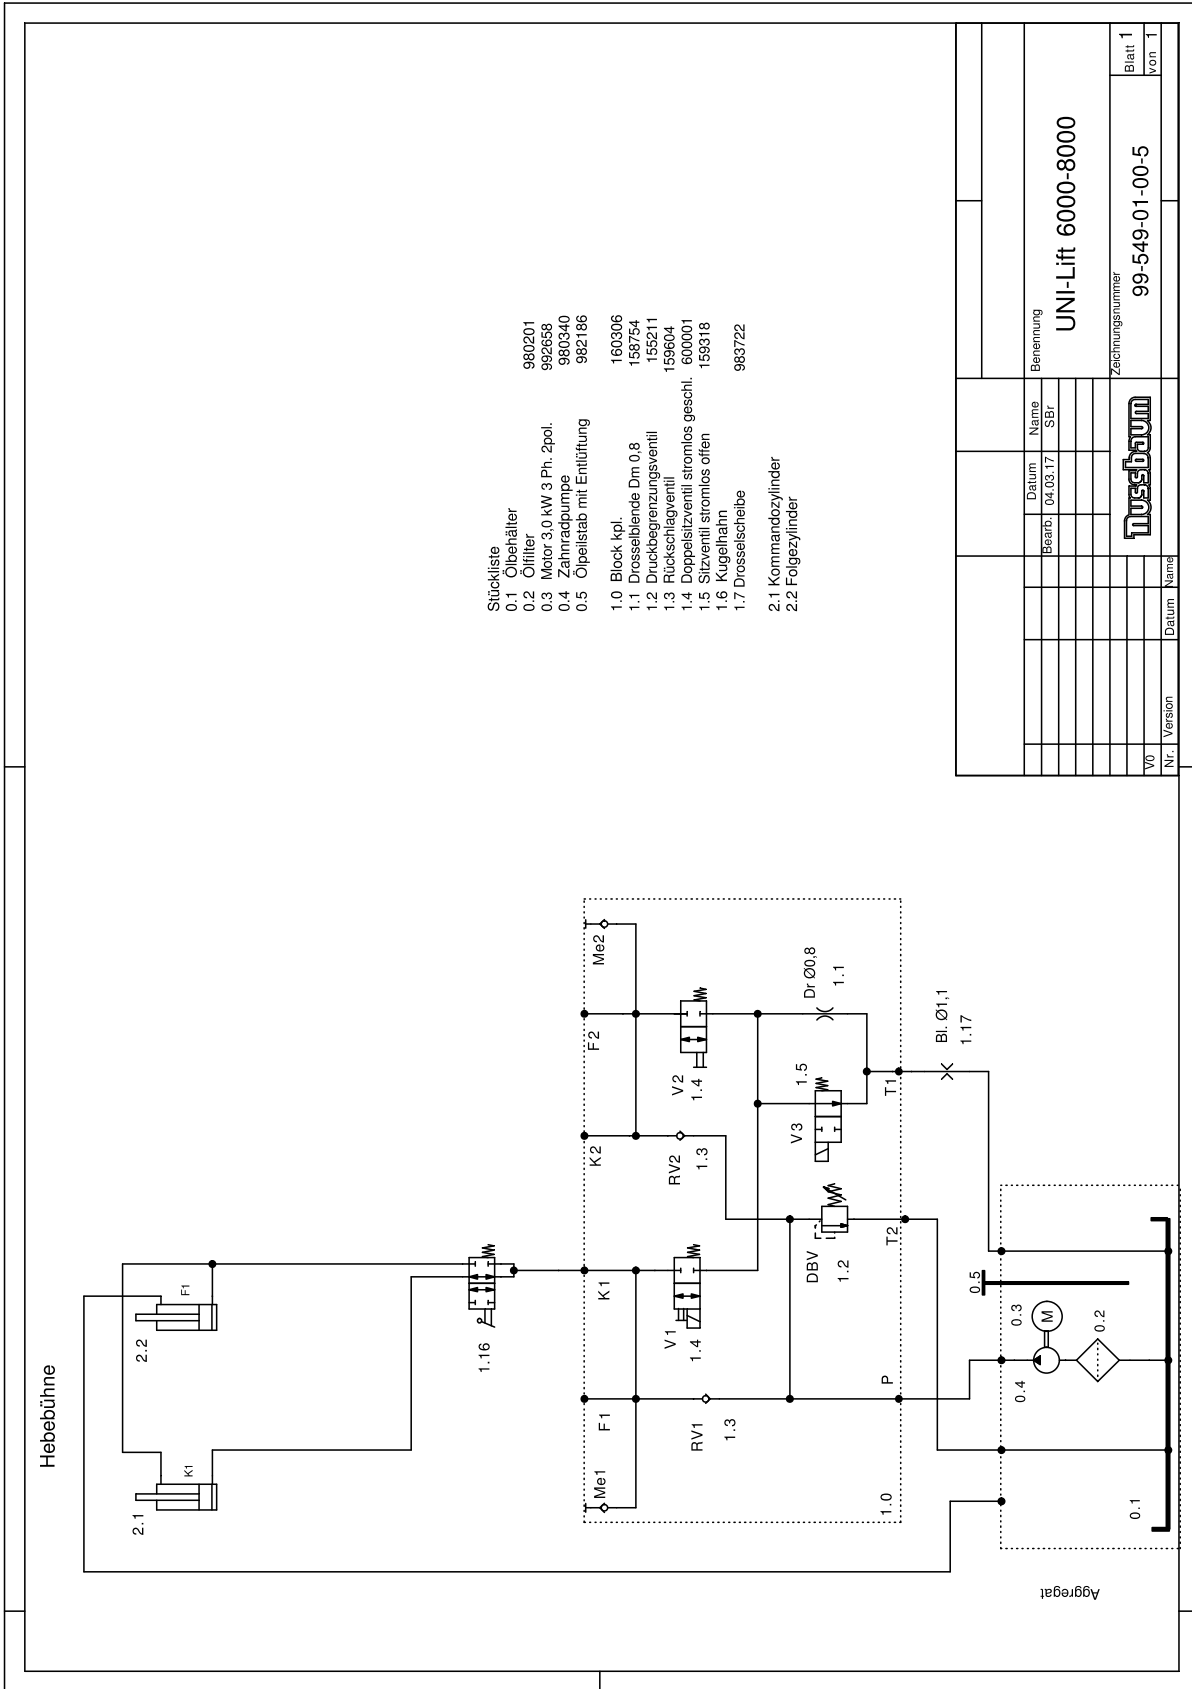 Hebebühne
2.1
K1
2.2
F1
1.16
Me1
F1
K1
K2
F2
Me2
RV1
1.3
V1
1.4
RV2
1.3
V2
1.4
DBV
1.2
V3
1.5
Dr Ø0,8
1.1
1.0
P
T2
T1
Bl. Ø1,1
1.17
Aggregat
0.1
0.4
0.3
M
0.2
0.5
Stückliste
0.1 Ölbehälter
0.2 Ölfilter 980201
0.3 Motor 3,0 kW 3 Ph. 2pol. 992658
0.4 Zahnradpumpe 980340
0.5 Ölpeilstab mit Entlüftung 982186
1.0 Block kpl. 160306
1.1 Drosselblende Dm 0,8 158754
1.2 Druckbegrenzungsventil 155211
1.3 Rückschlagventil 159604
1.4 Doppelsitzventil stromlos geschl. 600001
1.5 Sitzventil stromlos offen 159318
1.6 Kugelhahn
1.7 Drosselscheibe 983722
2.1 Kommandozylinder
2.2 Folgezylinder
Datum Name
Bearb. 04.03.17 SBr
Benennung
UNI-Lift 6000-8000
Nussbaum
Zeichnungsnummer
99-549-01-00-5
Blatt 1
von 1
V0
Nr. Version Datum Name